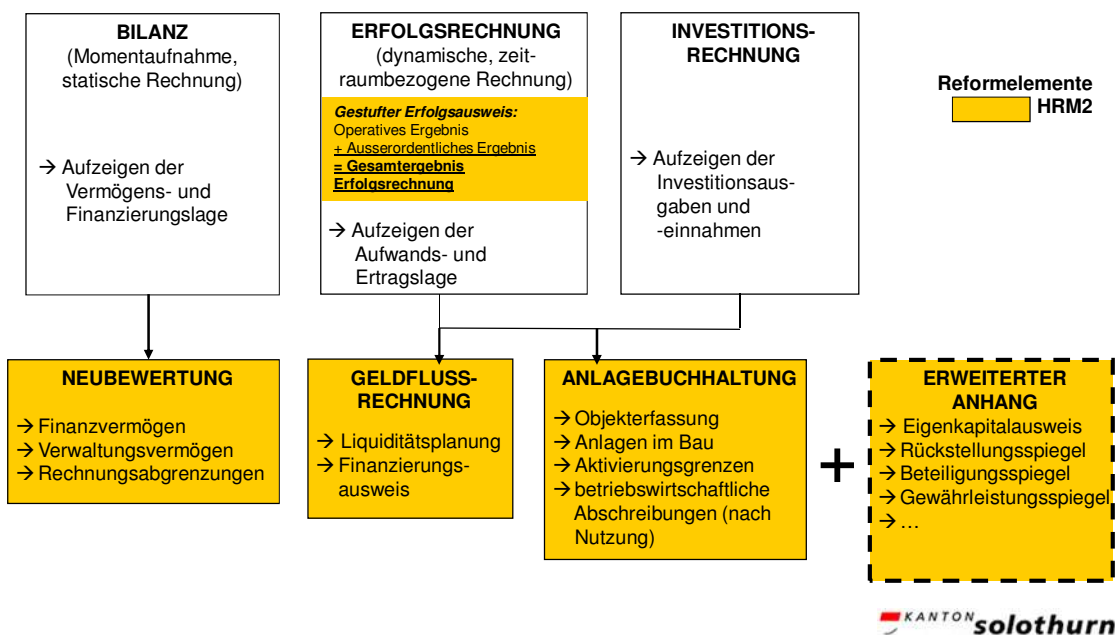 BILANZ
(Momentaufnahme,
statische Rechnung)
→ Aufzeigen der
Vermögens- und
Finanzierungslage
ERFOLGSRECHNUNG
(dynamische, zeit-
raumbezogene Rechnung)
Gestufter Erfolgsausweis:
Operatives Ergebnis
+ Ausserordentliches Ergebnis
= Gesamtergebnis
Erfolgsrechnung
→ Aufzeigen der
Aufwands- und
Ertragslage
INVESTITIONS-
RECHNUNG
→ Aufzeigen der
Investitionsaus-
gaben und
-einnahmen
Reformelemente
HRM2
NEUBEWERTUNG
→ Finanzvermögen
→ Verwaltungsvermögen
→ Rechnungsabgrenzungen
GELDFLUSS-
RECHNUNG
→ Liquiditätsplanung
→ Finanzierungs-
ausweis
ANLAGEBUCHHALTUNG
→ Objekterfassung
→ Anlagen im Bau
→ Aktivierungsgrenzen
→ betriebswirtschaftliche
Abschreibungen (nach
Nutzung)
+
ERWEITERTER
ANHANG
→ Eigenkapitalausweis
→ Rückstellungsspiegel
→ Beteiligungsspiegel
→ Gewährleistungsspiegel
→ …
KANTON solothurn